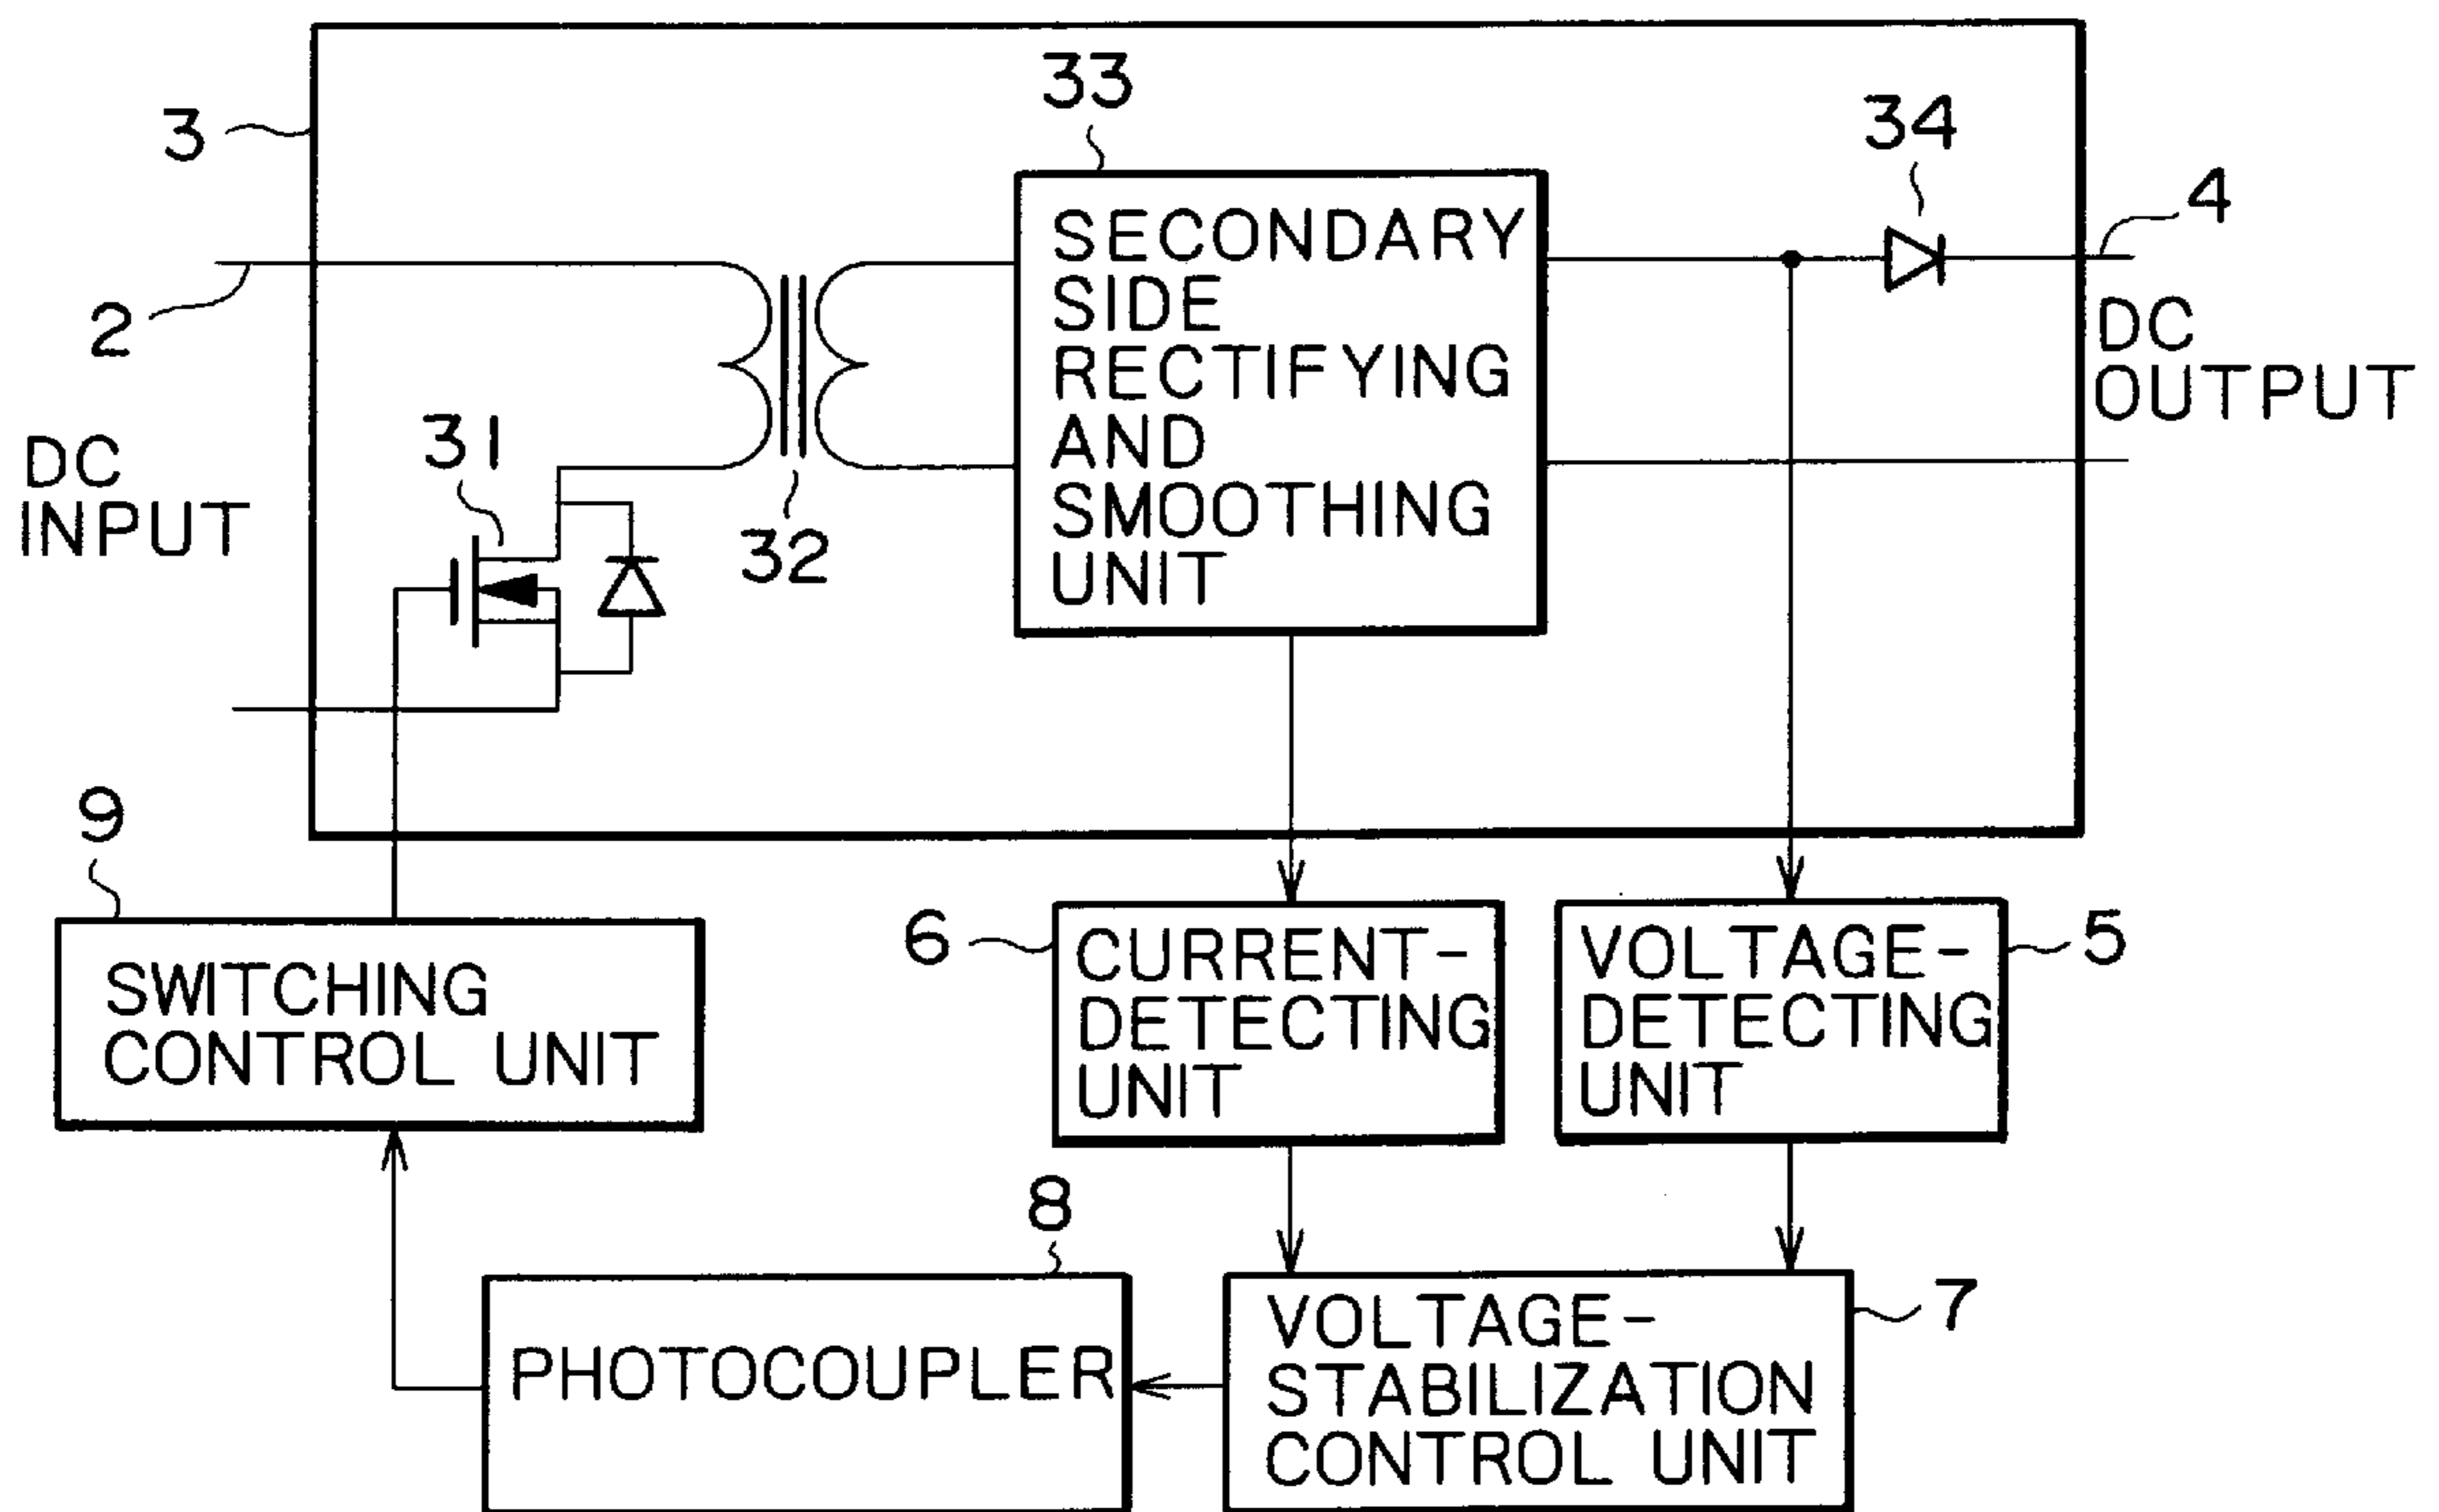 33
34
3
4
SECONDARY
SIDE
RECTIFYING
AND
SMOOTHING
UNIT
2
DC
OUTPUT
31
DC
INPUT
32
9
6
CURRENT-
DETECTING
UNIT
VOLTAGE-
DETECTING
UNIT
5
SWITCHING
CONTROL UNIT
8
PHOTOCOUPLER
VOLTAGE-
STABILIZATION
CONTROL UNIT
7